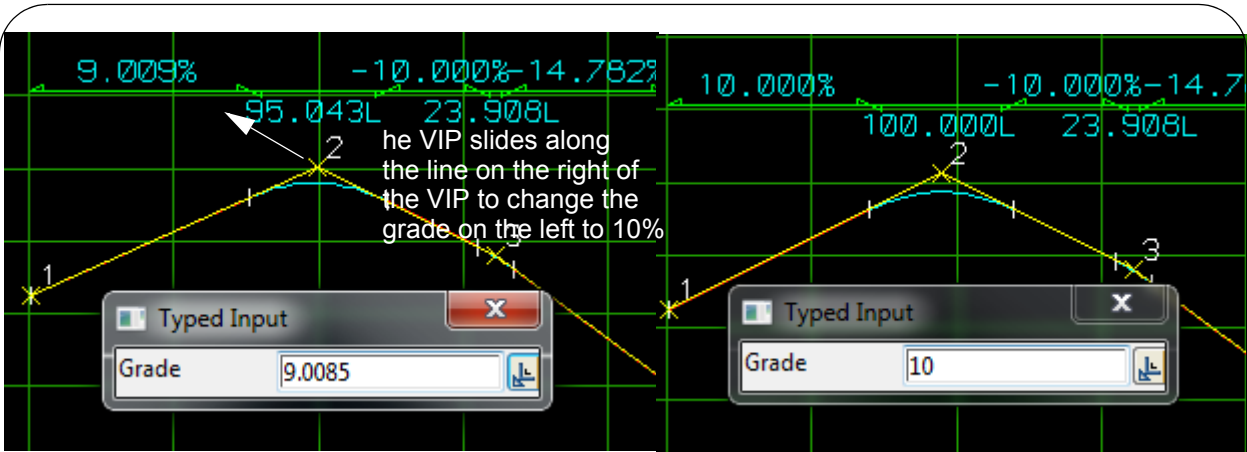 9.009% -10.000%-14.782%
95.043L 23.908L
2
he VIP slides along
the line on the right of
the VIP to change the
grade on the left to 10%
3
1
Typed Input
Grade 9.0085
10.000% -10.000%-14.7
100.000L 23.908L
2
3
1
Typed Input
Grade 10